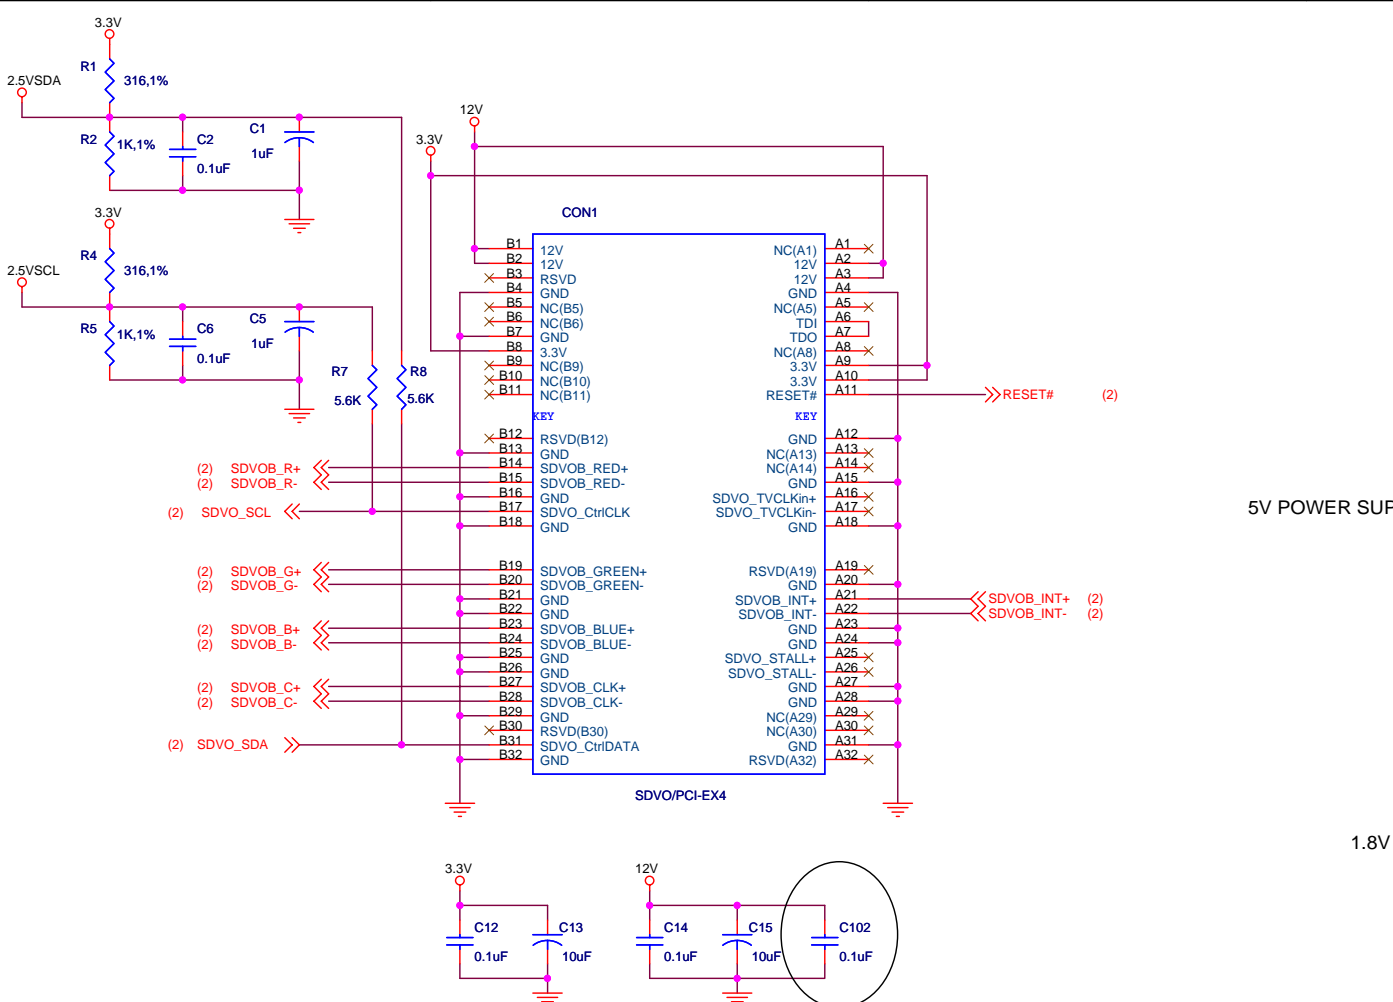 3.3V
R1
316,1%
2.5VSDA
R2
1K,1%
C2
0.1uF
C1
1uF
3.3V
R4
316,1%
2.5VSCL
R5
1K,1%
C6
0.1uF
C5
1uF
R7
5.6K
R8
5.6K
12V
3.3V
CON1
B1 12V NC(A1) A1
B2 12V 12V A2
B3 RSVD 12V A3
B4 GND GND A4
B5 NC(B5) NC(A5) A5
B6 NC(B6) TDI A6
B7 GND TDO A7
B8 3.3V NC(A8) A8
B9 NC(B9) 3.3V A9
B10 NC(B10) 3.3V A10
B11 NC(B11) RESET# A11 RESET# (2)
KEY KEY
B12 RSVD(B12) GND A12
B13 GND NC(A13) A13
(2) SDVOB_R+ B14 SDVOB_RED+ NC(A14) A14
(2) SDVOB_R- B15 SDVOB_RED- GND A15
B16 GND SDVO_TVCLKin+ A16
(2) SDVO_SCL B17 SDVO_CtrlCLK SDVO_TVCLKin- A17
B18 GND GND A18
(2) SDVOB_G+ B19 SDVOB_GREEN+ RSVD(A19) A19
(2) SDVOB_G- B20 SDVOB_GREEN- GND A20
B21 GND SDVOB_INT+ A21 SDVOB_INT+ (2)
B22 GND SDVOB_INT- A22 SDVOB_INT- (2)
(2) SDVOB_B+ B23 SDVOB_BLUE+ GND A23
(2) SDVOB_B- B24 SDVOB_BLUE- GND A24
B25 GND SDVO_STALL+ A25
B26 GND SDVO_STALL- A26
(2) SDVOB_C+ B27 SDVOB_CLK+ GND A27
(2) SDVOB_C- B28 SDVOB_CLK- GND A28
B29 GND NC(A29) A29
B30 RSVD(B30) NC(A30) A30
(2) SDVO_SDA B31 SDVO_CtrlDATA GND A31
B32 GND RSVD(A32) A32
SDVO/PCI-EX4
5V POWER SUP
1.8V
3.3V
C12
0.1uF
C13
10uF
12V
C14
0.1uF
C15
10uF
C102
0.1uF